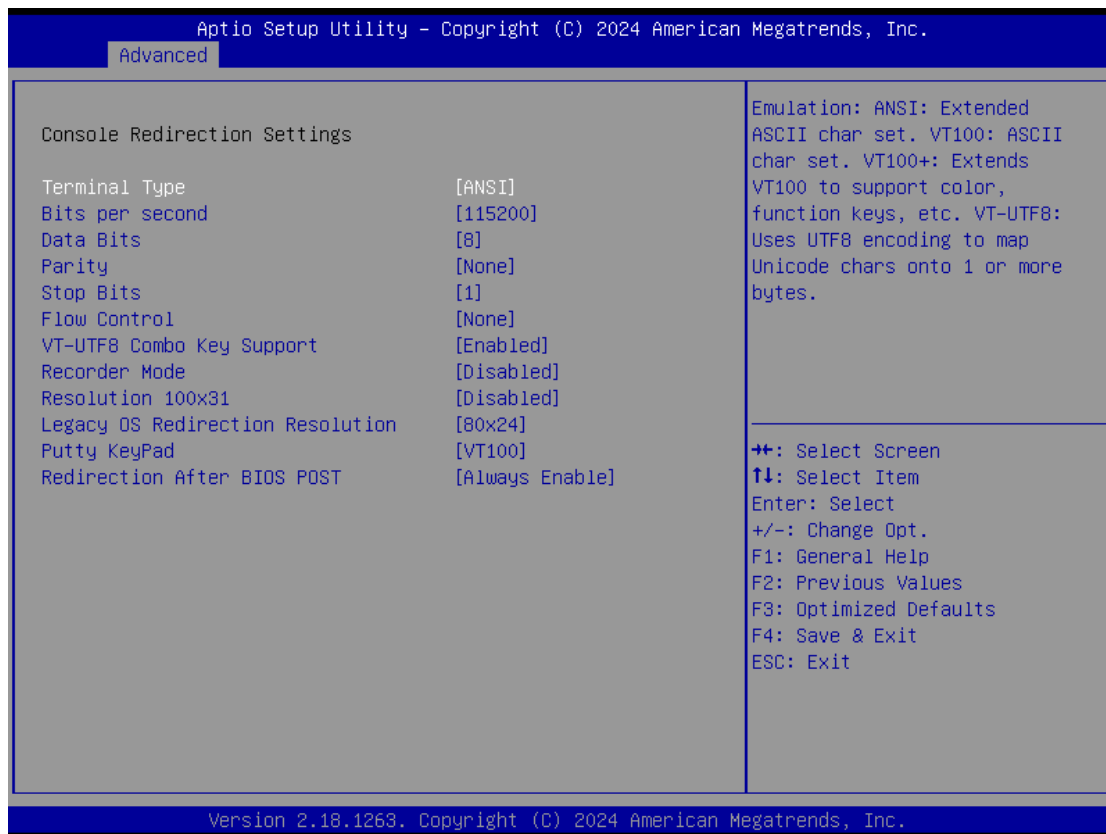 Aptio Setup Utility – Copyright (C) 2024 American Megatrends, Inc.
Advanced
Console Redirection Settings
Terminal Type [ANSI]
Bits per second [115200]
Data Bits [8]
Parity [None]
Stop Bits [1]
Flow Control [None]
VT-UTF8 Combo Key Support [Enabled]
Recorder Mode [Disabled]
Resolution 100x31 [Disabled]
Legacy OS Redirection Resolution [80x24]
Putty KeyPad [VT100]
Redirection After BIOS POST [Always Enable]
Emulation: ANSI: Extended
ASCII char set. VT100: ASCII
char set. VT100+: Extends
VT100 to support color,
function keys, etc. VT-UTF8:
Uses UTF8 encoding to map
Unicode chars onto 1 or more
bytes.
→←: Select Screen
↑↓: Select Item
Enter: Select
+/-: Change Opt.
F1: General Help
F2: Previous Values
F3: Optimized Defaults
F4: Save & Exit
ESC: Exit
Version 2.18.1263. Copyright (C) 2024 American Megatrends, Inc.